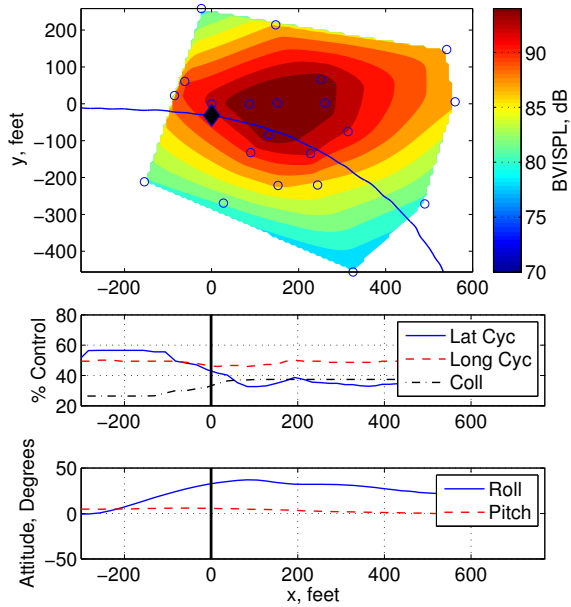 200
100
0
−100
−200
−300
−400
y, feet
−200 0 200 400 600
90
85
80
75
70
BVISPL, dB
80
60
40
20
% Control
Lat Cyc
Long Cyc
Coll
−200 0 200 400 600
50
0
−50
Attitude, Degrees
Roll
Pitch
−200 0 200 400 600
x, feet